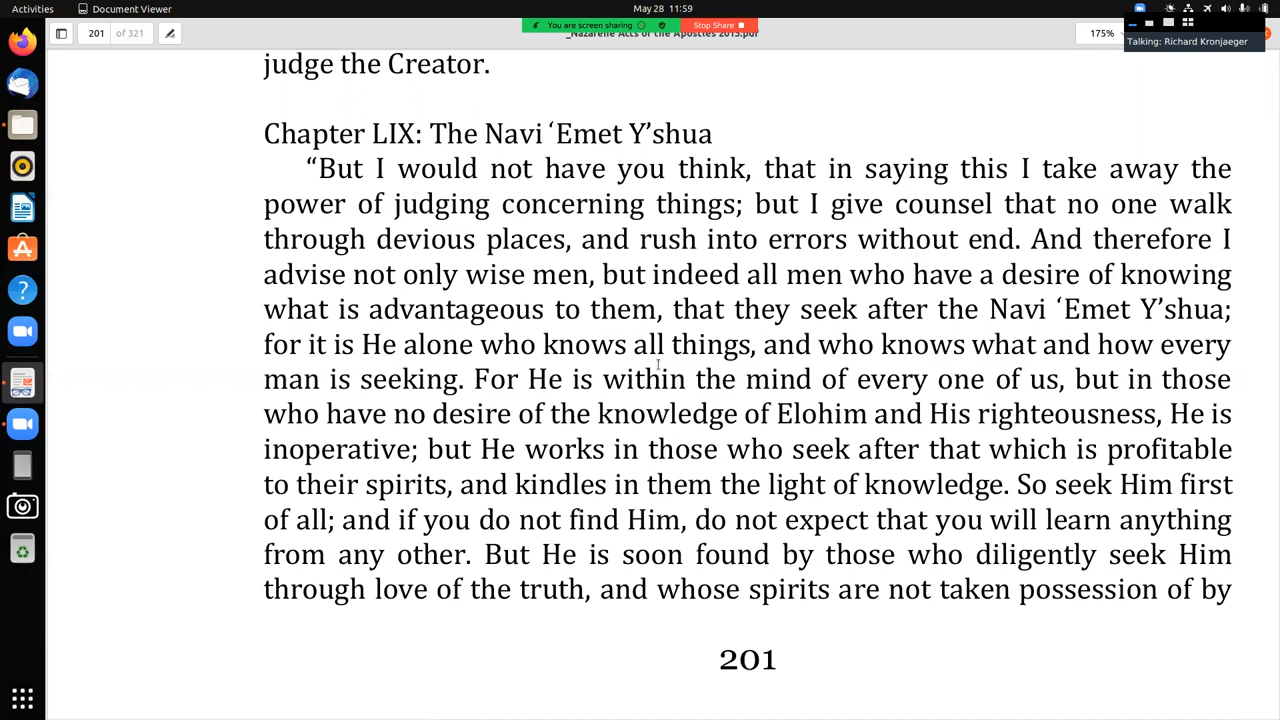 Activities
Document Viewer
May 28 11:59
201 of 321
You are screen sharing
Stop Share
_Nazarene Acts of the Apostles 2013.pdf
175%
Talking: Richard Kronjaeger
judge the Creator.
Chapter LIX: The Navi ‘Emet Y’shua
“But I would not have you think, that in saying this I take away the
power of judging concerning things; but I give counsel that no one walk
through devious places, and rush into errors without end. And therefore I
advise not only wise men, but indeed all men who have a desire of knowing
what is advantageous to them, that they seek after the Navi ‘Emet Y’shua;
for it is He alone who knows all things, and who knows what and how every
man is seeking. For He is within the mind of every one of us, but in those
who have no desire of the knowledge of Elohim and His righteousness, He is
inoperative; but He works in those who seek after that which is profitable
to their spirits, and kindles in them the light of knowledge. So seek Him first
of all; and if you do not find Him, do not expect that you will learn anything
from any other. But He is soon found by those who diligently seek Him
through love of the truth, and whose spirits are not taken possession of by
201